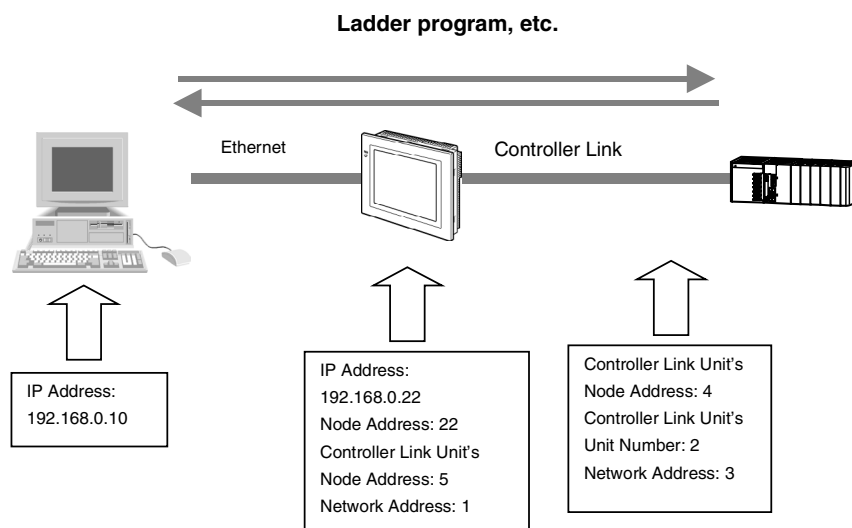 Ladder program, etc.
Ethernet
Controller Link
IP Address:
192.168.0.10
IP Address:
192.168.0.22
Node Address: 22
Controller Link Unit's
Node Address: 5
Network Address: 1
Controller Link Unit's
Node Address: 4
Controller Link Unit's
Unit Number: 2
Network Address: 3